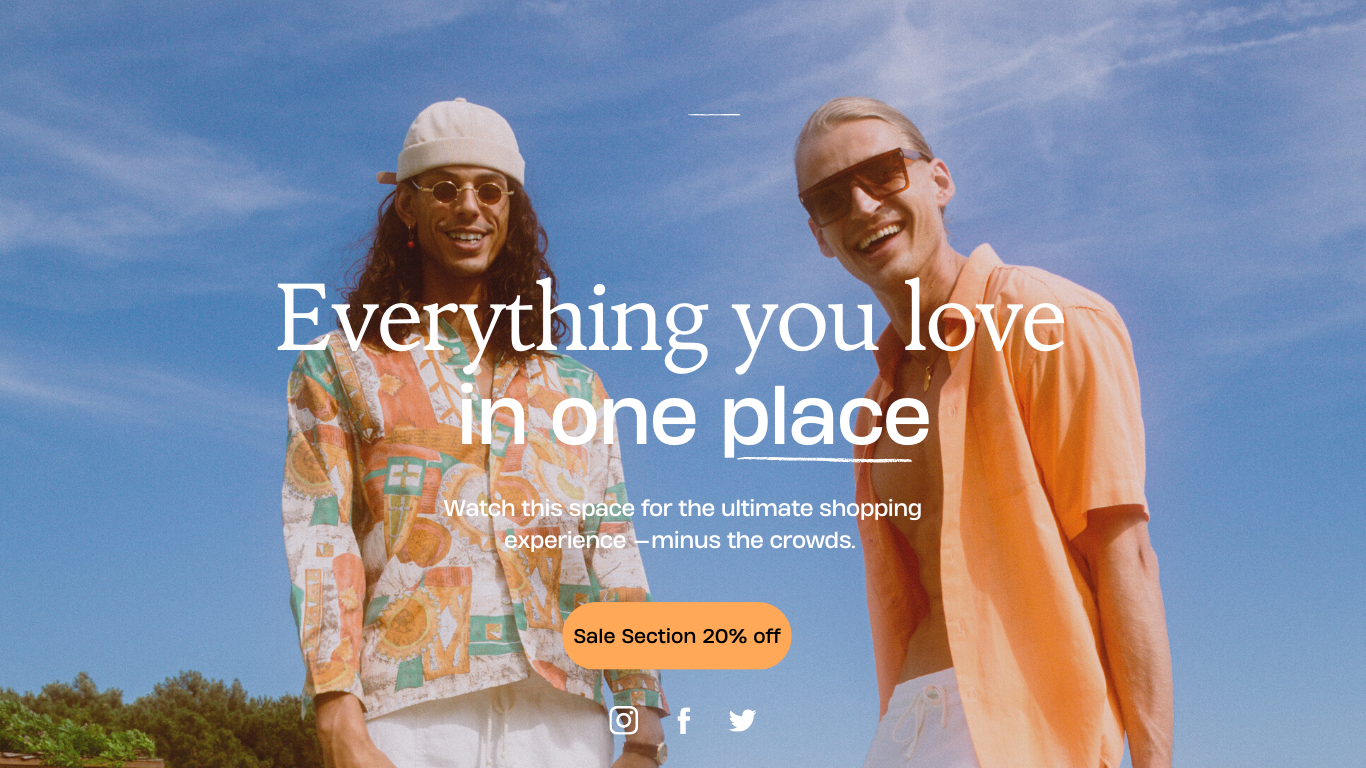 Everything you love
in one place
Watch this space for the ultimate shopping
experience –minus the crowds.
Sale Section 20% off